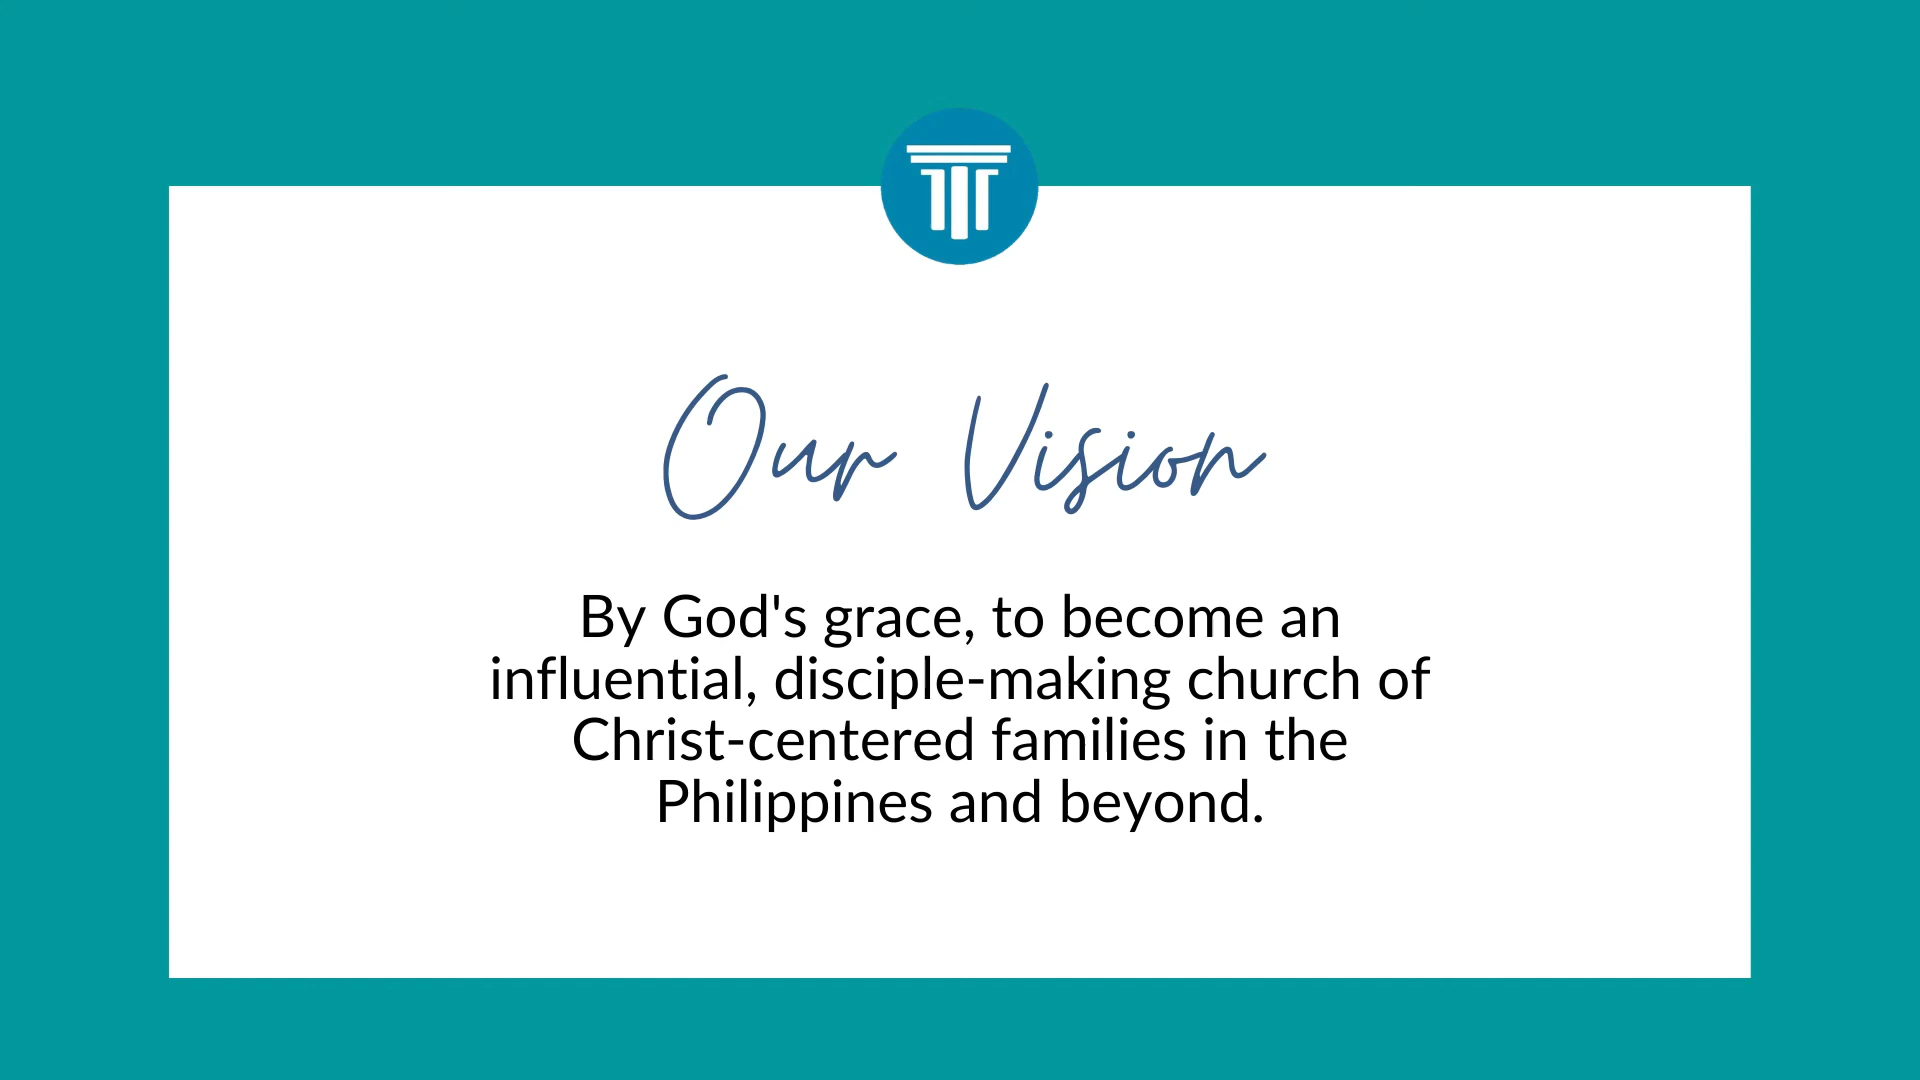 Our Vision
By God's grace, to become an
influential, disciple-making church of
Christ-centered families in the
Philippines and beyond.